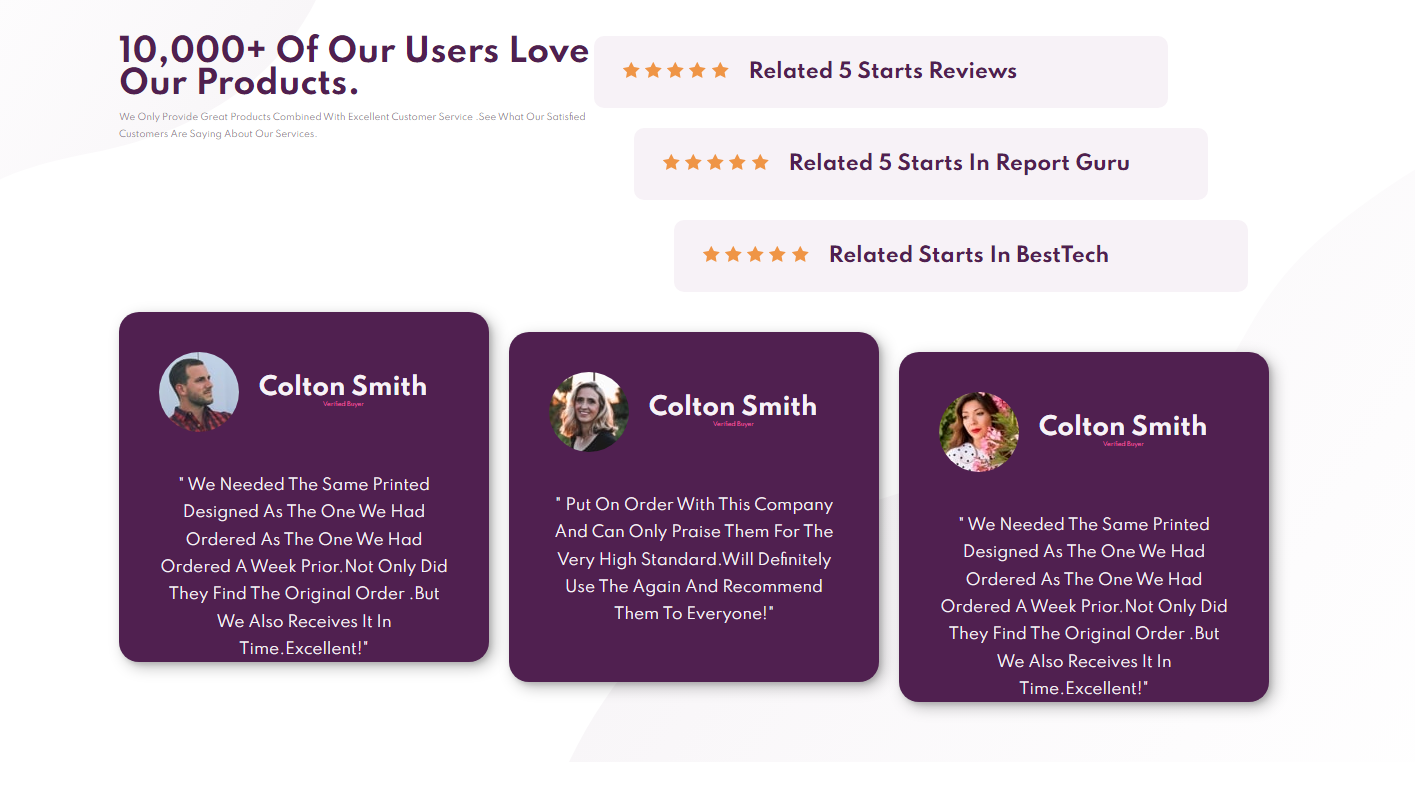 10,000+ Of Our Users Love
Our Products.
We Only Provide Great Products Combined With Excellent Customer Service .See What Our Satisfied
Customers Are Saying About Our Services.
Related 5 Starts Reviews
Related 5 Starts In Report Guru
Related Starts In BestTech
Colton Smith
Verified Buyer
" We Needed The Same Printed
Designed As The One We Had
Ordered As The One We Had
Ordered A Week Prior.Not Only Did
They Find The Original Order .But
We Also Receives It In
Time.Excellent!"
Colton Smith
Verified Buyer
" Put On Order With This Company
And Can Only Praise Them For The
Very High Standard.Will Definitely
Use The Again And Recommend
Them To Everyone!"
Colton Smith
Verified Buyer
" We Needed The Same Printed
Designed As The One We Had
Ordered As The One We Had
Ordered A Week Prior.Not Only Did
They Find The Original Order .But
We Also Receives It In
Time.Excellent!"